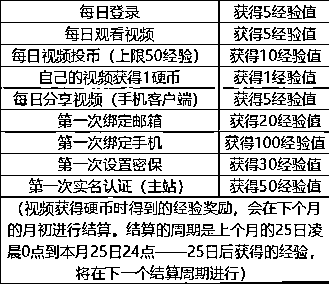 每日登录 获得5经验值
每日观看视频 获得5经验值
每日视频投币（上限50经验） 获得10经验值
自己的视频获得1硬币 获得1经验值
每日分享视频（手机客户端） 获得5经验值
第一次绑定邮箱 获得20经验值
第一次绑定手机 获得100经验值
第一次设置密保 获得30经验值
第一次实名认证（主站） 获得50经验值
（视频获得硬币时得到的经验奖励，会在下个月
的月初进行结算。结算的周期是上个月的25日凌
晨0点到本月25日24点——25日后获得的经验，
将在下一个结算周期进行）